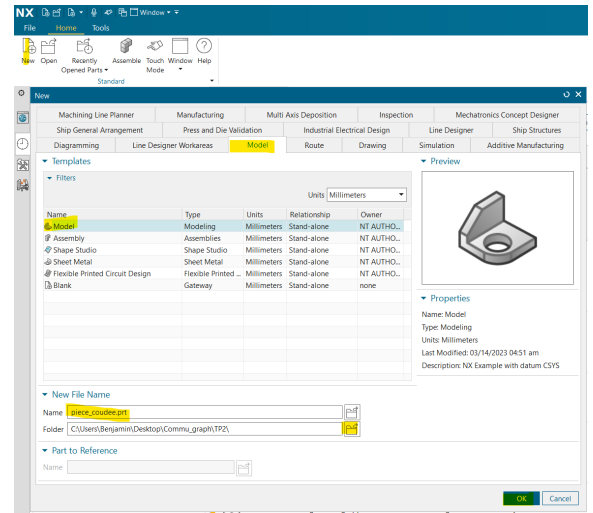 NX Window
File Home Tools
New Open Recently Opened Parts Assemble Touch Mode Window Help
Standard
New
Machining Line Planner Manufacturing Multi Axis Deposition Inspection Mechatronics Concept Designer
Ship General Arrangement Press and Die Validation Industrial Electrical Design Line Designer Ship Structures
Diagramming Line Designer Workareas Model Route Drawing Simulation Additive Manufacturing
Templates
Filters
Units Millimeters
Name Type Units Relationship Owner
Model Modeling Millimeters Stand-alone NT AUTHO...
Assembly Assemblies Millimeters Stand-alone NT AUTHO...
Shape Studio Shape Studio Millimeters Stand-alone NT AUTHO...
Sheet Metal Sheet Metal Millimeters Stand-alone NT AUTHO...
Flexible Printed Circuit Design Flexible Printed ... Millimeters Stand-alone NT AUTHO...
Blank Gateway Millimeters Stand-alone none
Preview
Properties
Name: Model
Type: Modeling
Units: Millimeters
Last Modified: 03/14/2023 04:51 am
Description: NX Example with datum CSYS
New File Name
Name piece_coudee.prt
Folder C:\Users\Benjamin\Desktop\Commu_graph\TP2\
Part to Reference
Name
OK Cancel